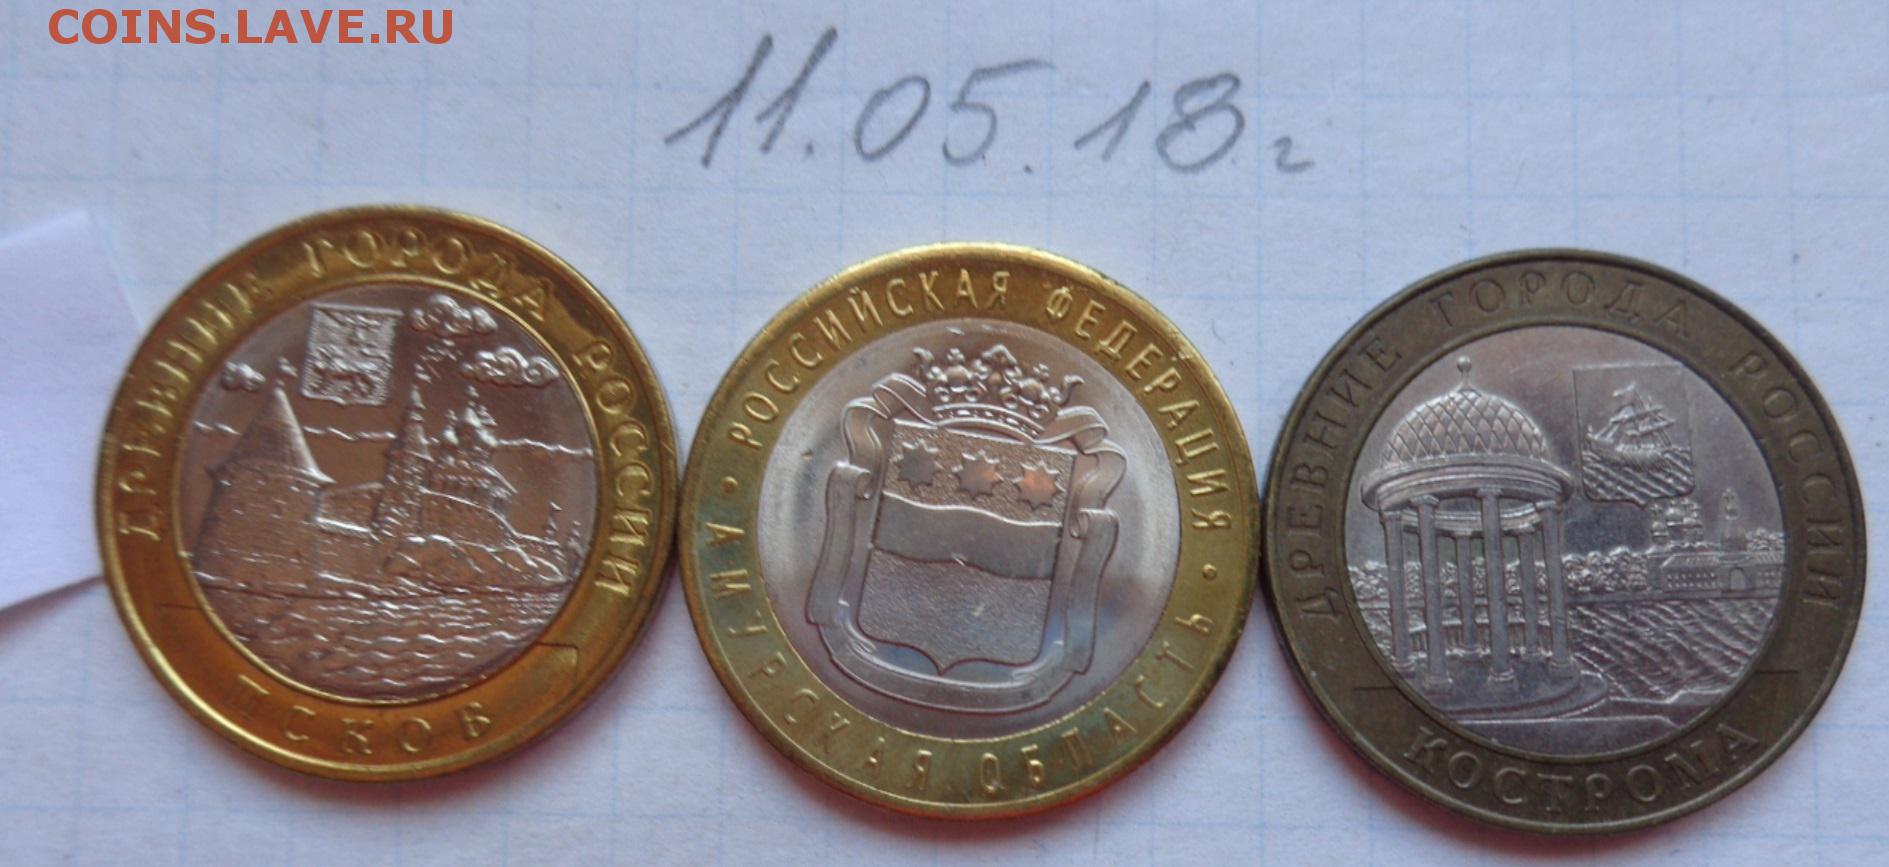 COINS.LAVE.RU
11.05.18г
ДРЕВНИЕ ГОРОДА РОССИИ
ПСКОВ
РОССИЙСКАЯ ФЕДЕРАЦИЯ
• АМУРСКАЯ ОБЛАСТЬ •
ДРЕВНИЕ ГОРОДА РОССИИ
КОСТРОМА